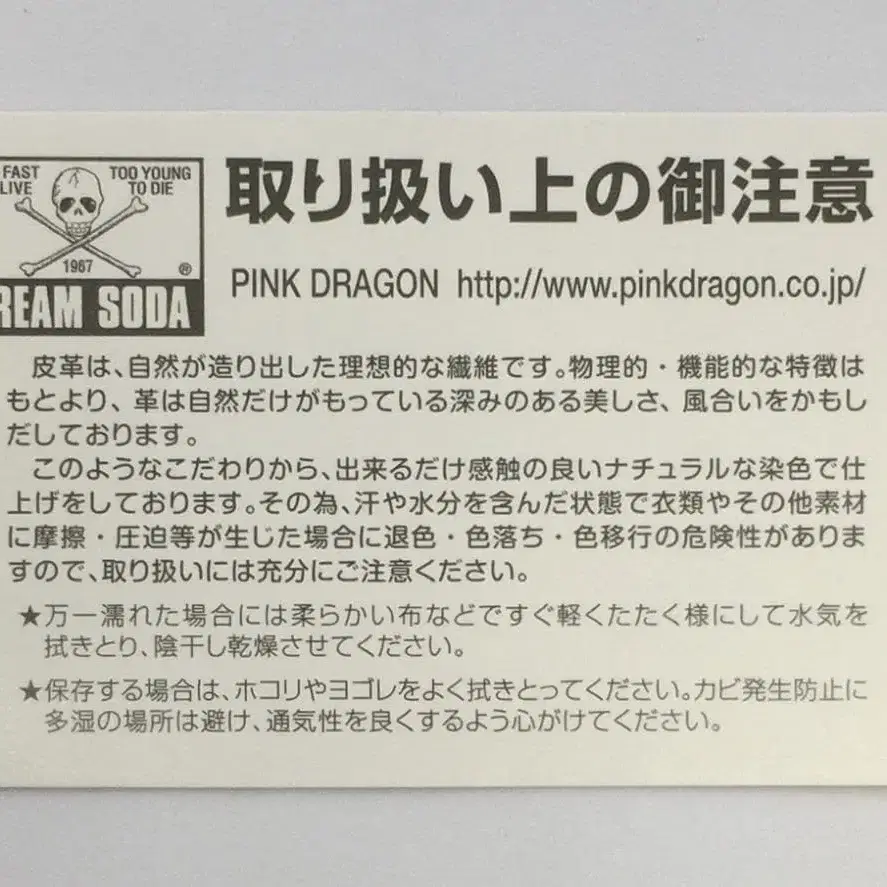 FAST TOO YOUNG
LIVE TO DIE
1967
®
REAM SODA
取り扱い上の御注意
PINK DRAGON http://www.pinkdragon.co.jp/
皮革は、自然が造り出した理想的な繊維です。物理的・機能的な特徴は
もとより、革は自然だけがもっている深みのある美しさ、風合いをかもし
だしております。
このようなこだわりから、出来るだけ感触の良いナチュラルな染色で仕
上げをしております。その為、汗や水分を含んだ状態で衣類やその他素材
に摩擦・圧迫等が生じた場合に退色・色落ち・色移行の危険性がありま
すので、取り扱いには充分にご注意ください。
★万一濡れた場合には柔らかい布などですぐ軽くたたく様にして水気を
拭きとり、陰干し乾燥させてください。
★保存する場合は、ホコリやヨゴレをよく拭きとってください。カビ発生防止に
多湿の場所は避け、通気性を良くするよう心がけてください。